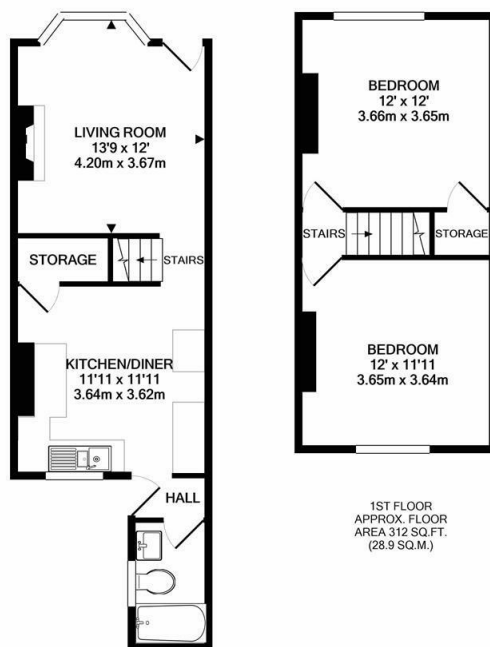 LIVING ROOM
13'9 x 12'
4.20m x 3.67m
STORAGE
STAIRS
KITCHEN/DINER
11'11 x 11'11
3.64m x 3.62m
HALL
BEDROOM
12' x 12'
3.66m x 3.65m
STAIRS
STORAGE
BEDROOM
12' x 11'11
3.65m x 3.64m
1ST FLOOR
APPROX. FLOOR
AREA 312 SQ.FT.
(28.9 SQ.M.)